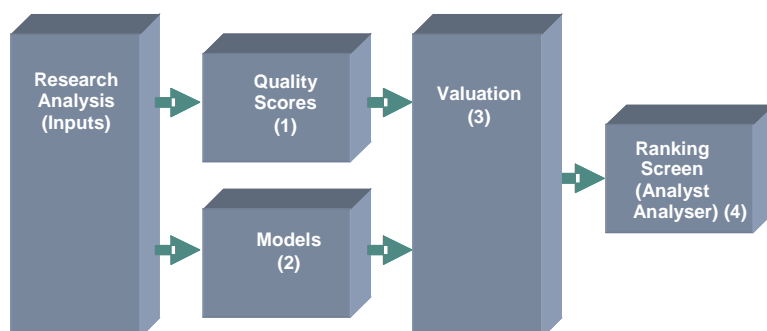 Research
Analysis
(Inputs)
Quality
Scores
(1)
Models
(2)
Valuation
(3)
Ranking
Screen
(Analyst
Analyser) (4)